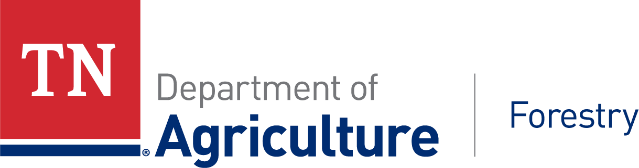 TN
Department of
®Agriculture
Forestry